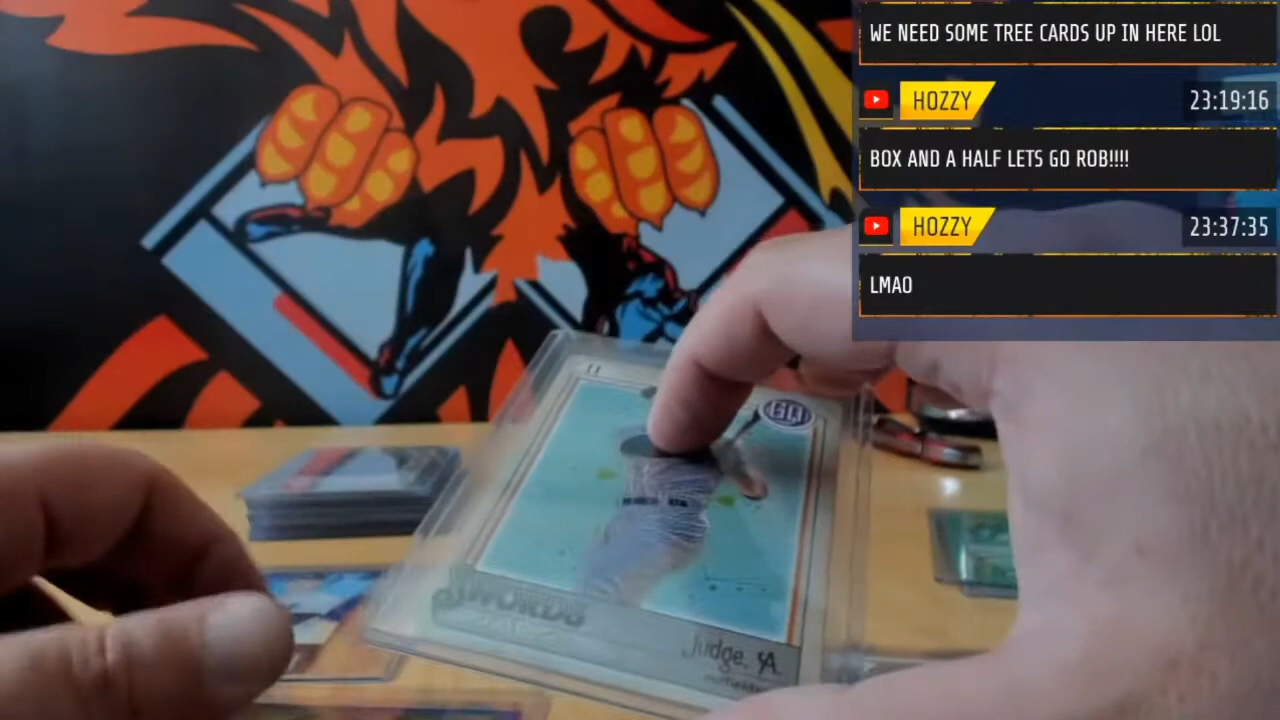 WE NEED SOME TREE CARDS UP IN HERE LOL
HOZZY
23:19:16
BOX AND A HALF LETS GO ROB!!!!
HOZZY
23:37:35
LMAO
GQ
Judge, A.